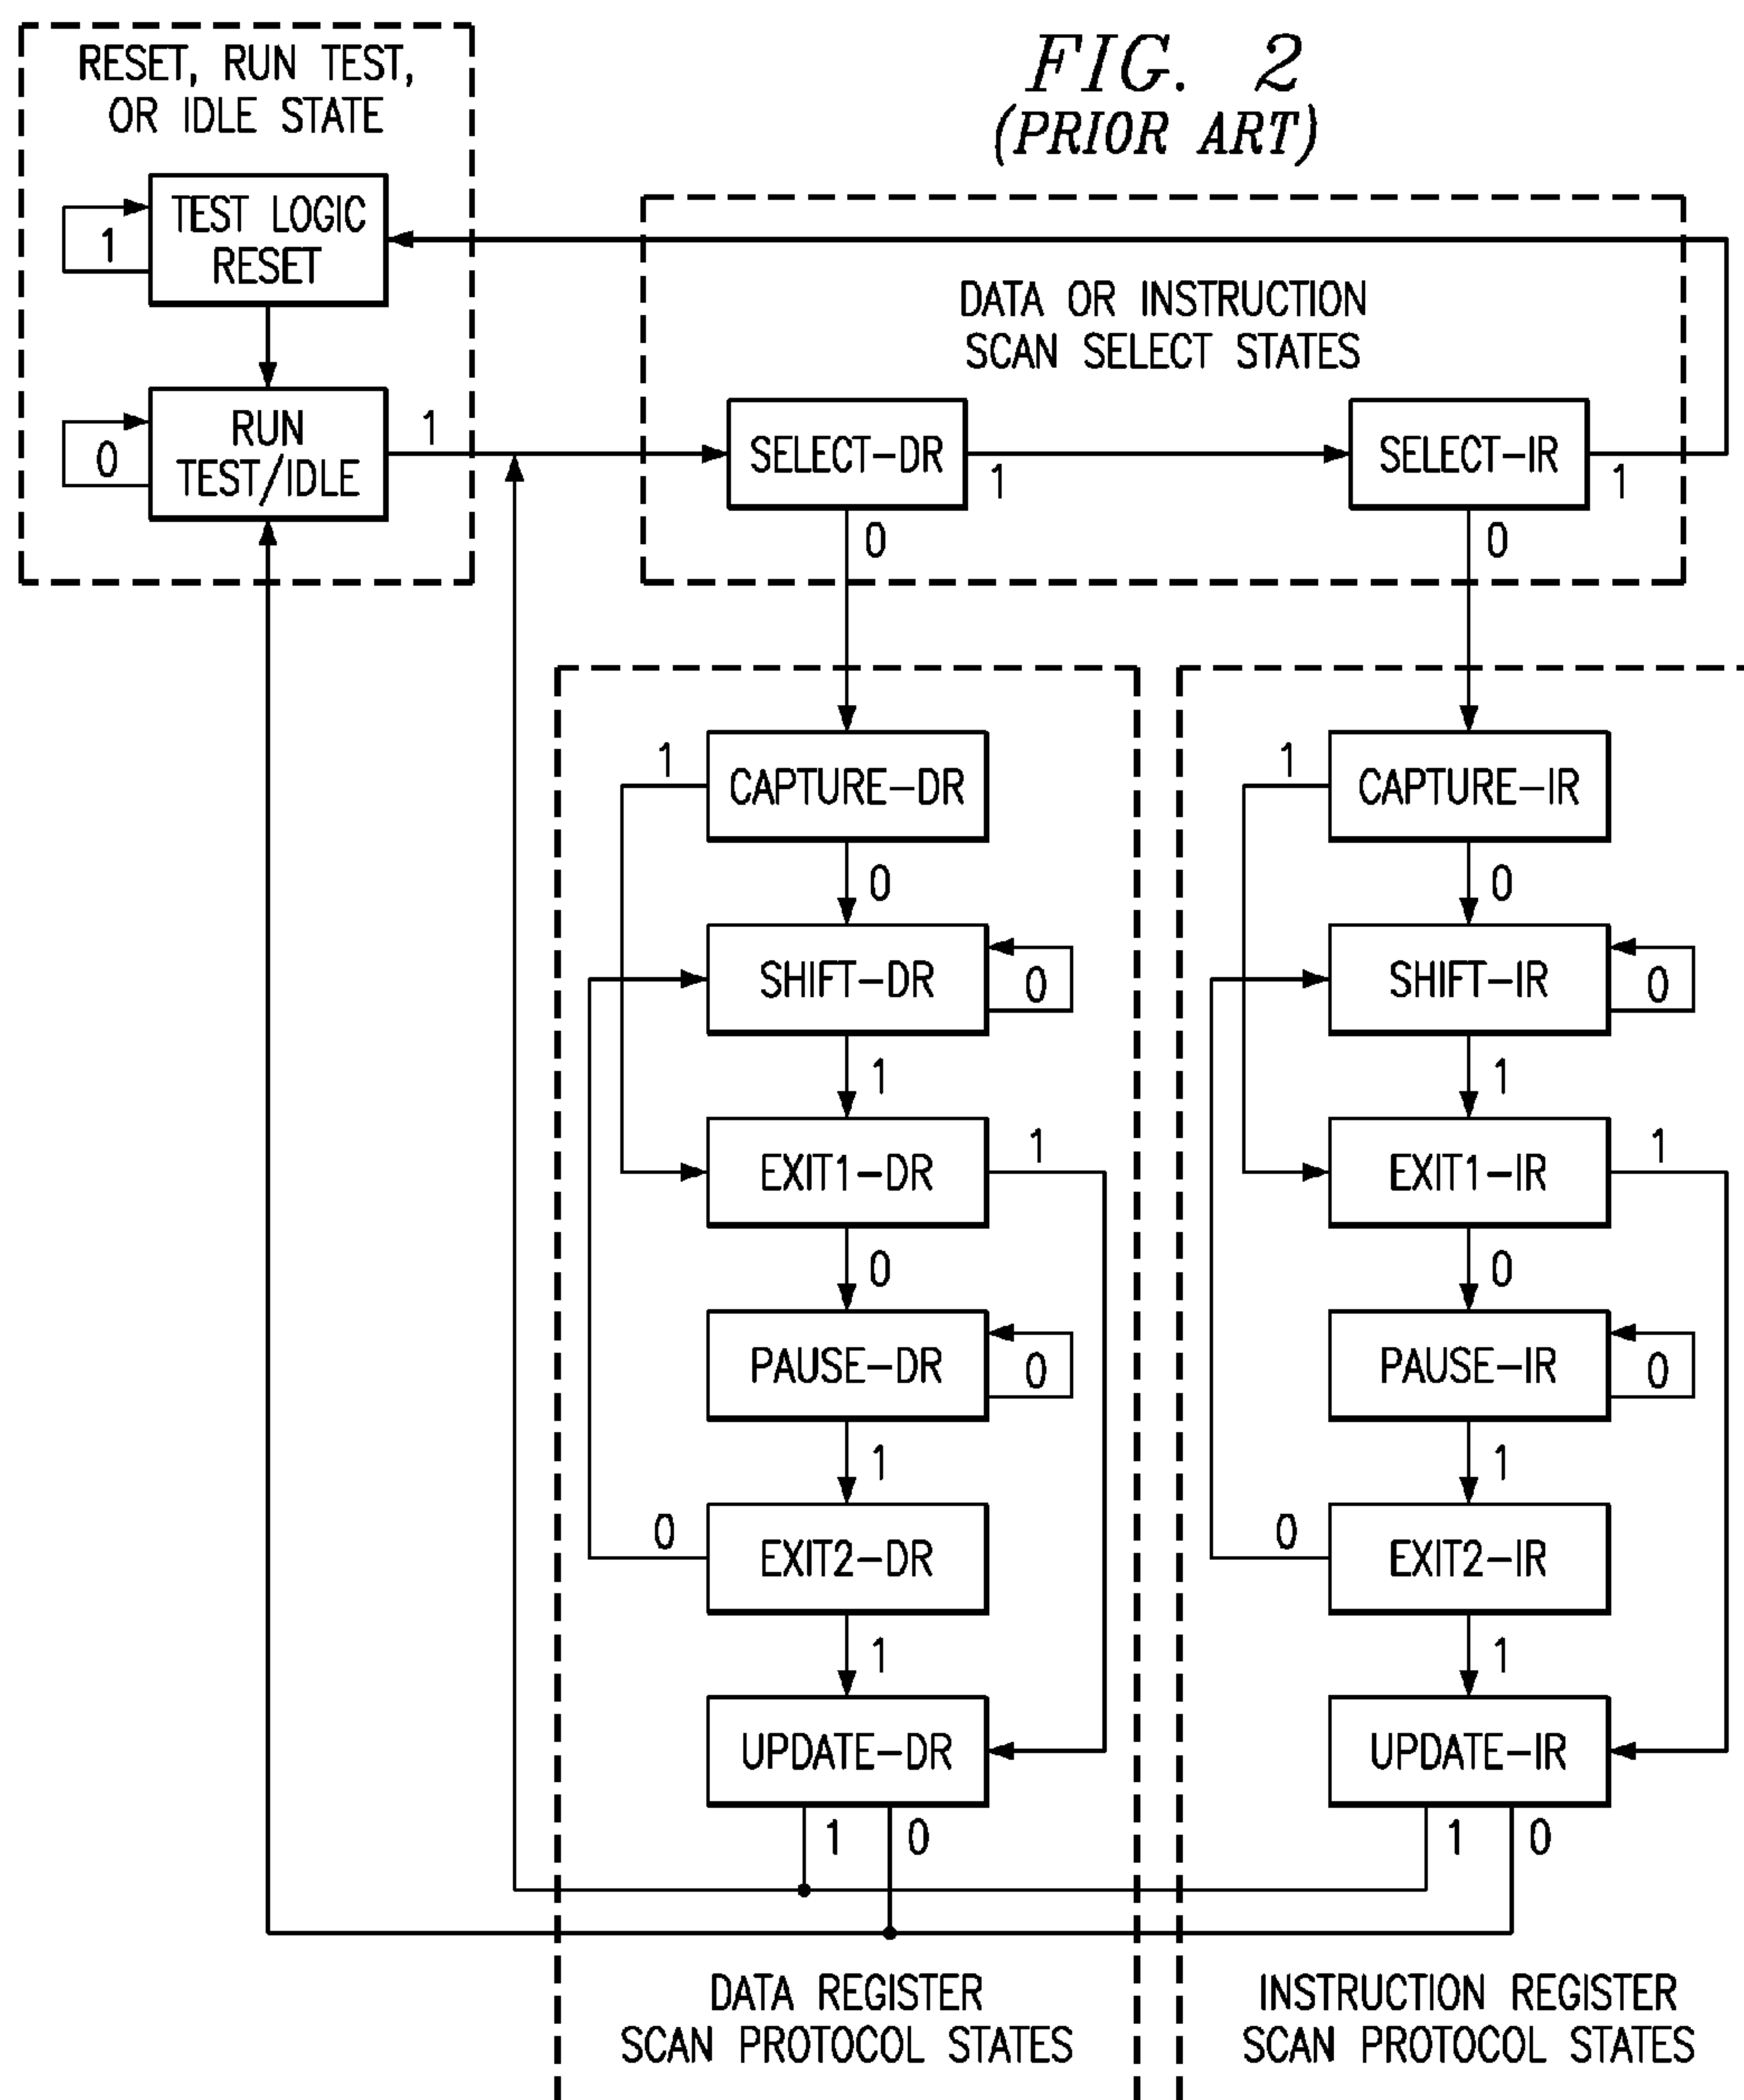 FIG. 2
(PRIOR ART)
RESET, RUN TEST,
OR IDLE STATE
TEST LOGIC
RESET
1
RUN
TEST/IDLE
0
1
DATA OR INSTRUCTION
SCAN SELECT STATES
SELECT-DR
1
0
SELECT-IR
1
0
CAPTURE-DR
1
0
SHIFT-DR
0
1
EXIT1-DR
1
0
PAUSE-DR
0
1
EXIT2-DR
0
1
UPDATE-DR
1
0
DATA REGISTER
SCAN PROTOCOL STATES
CAPTURE-IR
1
0
SHIFT-IR
0
1
EXIT1-IR
1
0
PAUSE-IR
0
1
EXIT2-IR
0
1
UPDATE-IR
1
0
INSTRUCTION REGISTER
SCAN PROTOCOL STATES